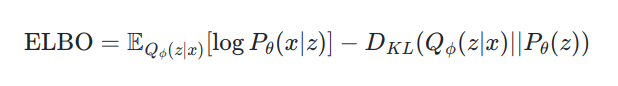 ELBO = 𝔼_{Q_ϕ(z|x)}[log P_θ(x|z)] − D_{KL}(Q_ϕ(z|x)||P_θ(z))